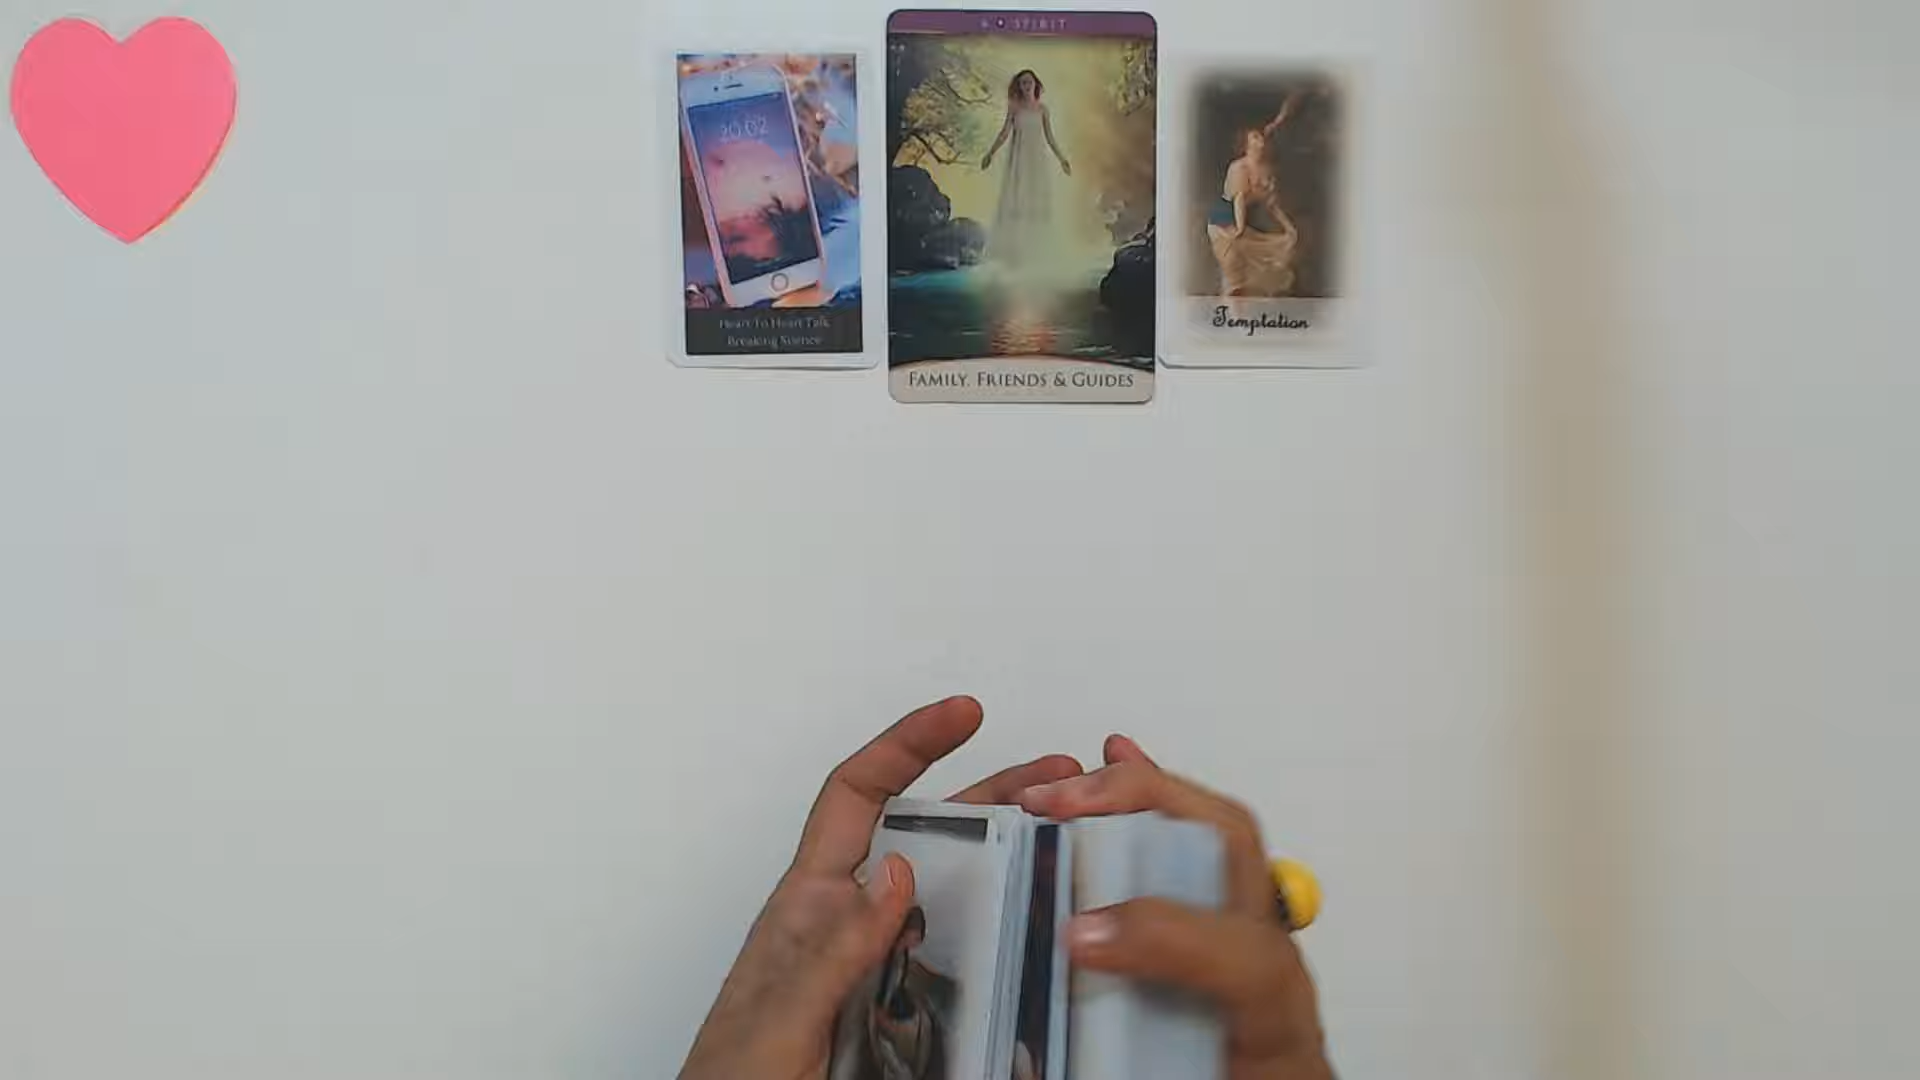 SPIRIT
20:02
Heart To Heart Talk
Breaking Silence
FAMILY, FRIENDS & GUIDES
Temptation